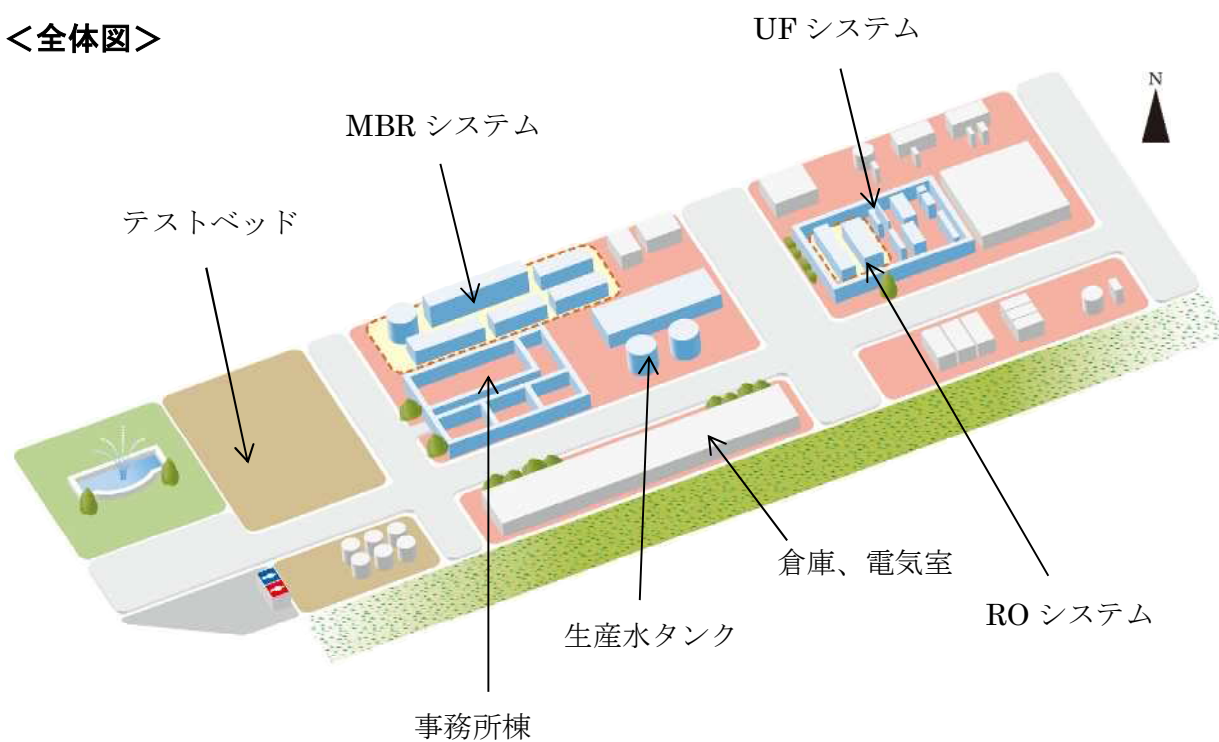 ＜全体図＞
UF システム
N
MBR システム
テストベッド
倉庫、電気室
RO システム
生産水タンク
事務所棟